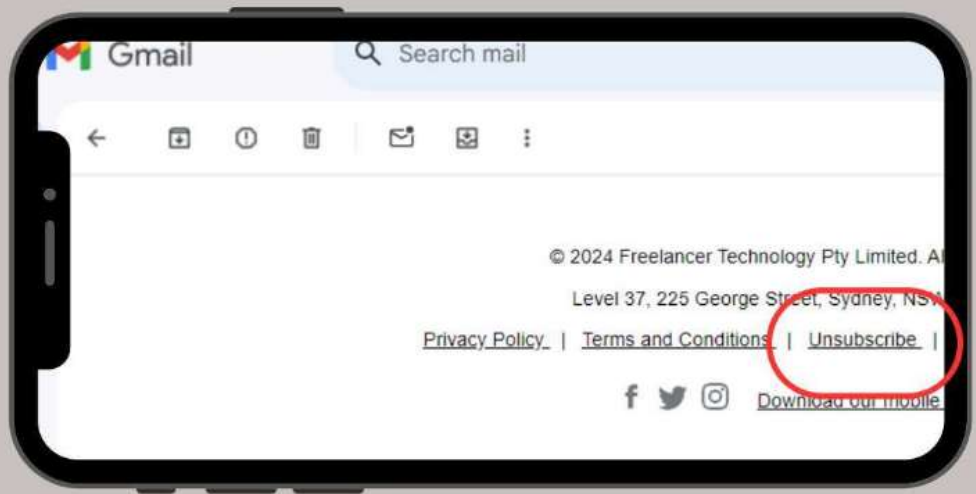 Gmail
Search mail
© 2024 Freelancer Technology Pty Limited.
Level 37, 225 George Street, Sydney,
Privacy Policy | Terms and Conditions | Unsubscribe |
Download our mobile